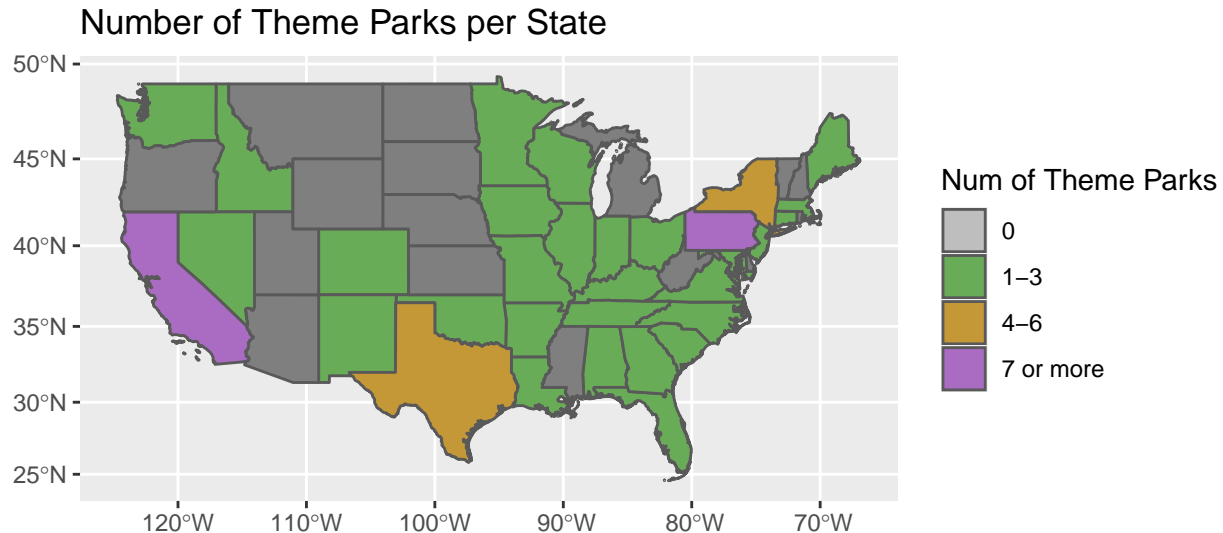 Number of Theme Parks per State
50°N
45°N
40°N
35°N
30°N
25°N
120°W 110°W 100°W 90°W 80°W 70°W
Num of Theme Parks
0
1–3
4–6
7 or more